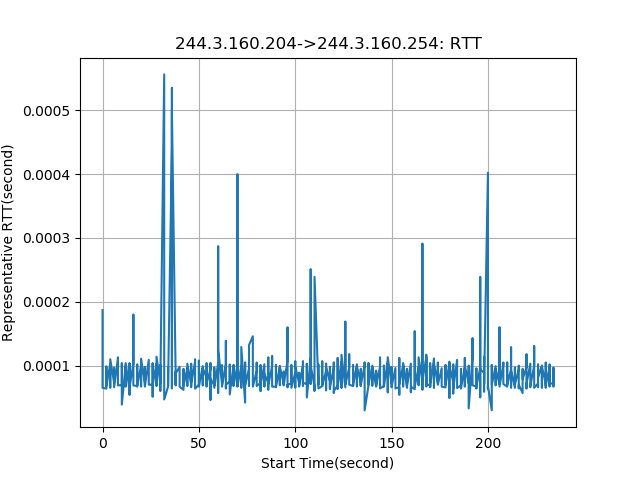 244.3.160.204->244.3.160.254: RTT
0.0005
0.0004
0.0003
0.0002
0.0001
Representative RTT(second)
0 50 100 150 200
Start Time(second)